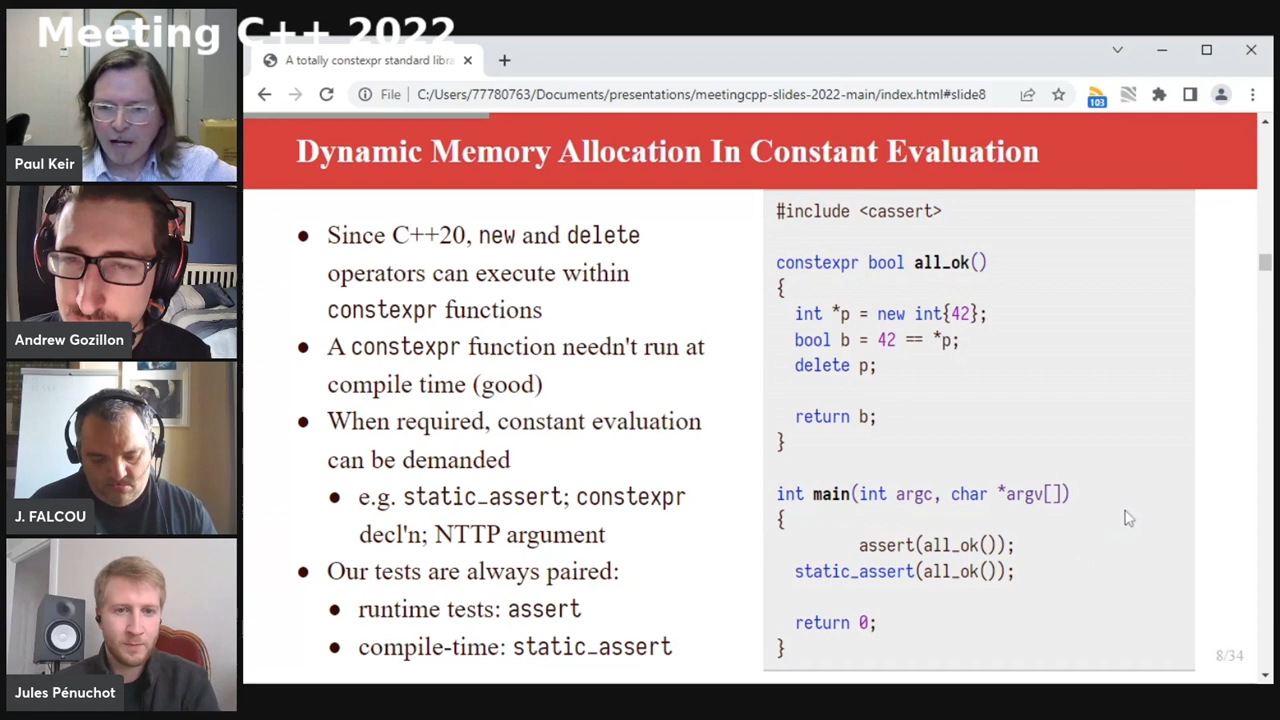 Meeting C++ 2022
Paul Keir
Andrew Gozillon
J. FALCOU
Jules Pénuchot
A totally constexpr standard libra
File C:/Users/77780763/Documents/presentations/meetingcpp-slides-2022-main/index.html#slide8
103
Dynamic Memory Allocation In Constant Evaluation
• Since C++20, new and delete
operators can execute within
constexpr functions
• A constexpr function needn't run at
compile time (good)
• When required, constant evaluation
can be demanded
• e.g. static_assert; constexpr
decl'n; NTTP argument
• Our tests are always paired:
• runtime tests: assert
• compile-time: static_assert
#include <cassert>
constexpr bool all_ok()
{
int *p = new int{42};
bool b = 42 == *p;
delete p;
return b;
}
int main(int argc, char *argv[])
{
assert(all_ok());
static_assert(all_ok());
return 0;
}
8/34